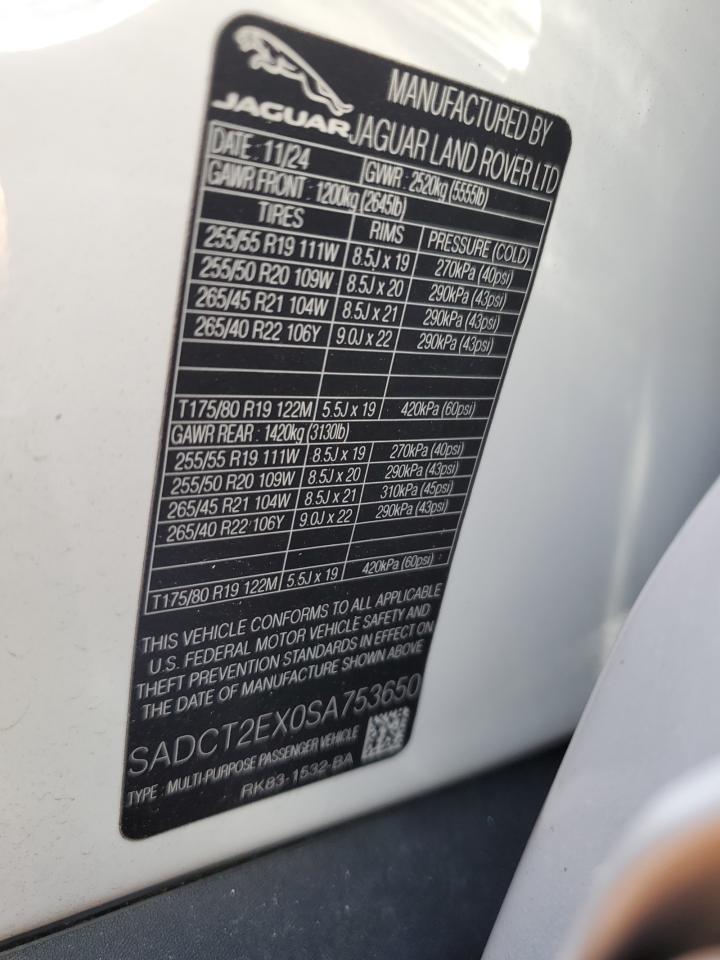 JAGUAR
MANUFACTURED BY
JAGUAR LAND ROVER LTD
DATE : 11/24 GVWR : 2520kg (5555lb)
GAWR FRONT : 1200kg (2645lb)
TIRES RIMS PRESSURE (COLD)
255/55 R19 111W 8.5J x 19 270kPa (40psi)
255/50 R20 109W 8.5J x 20 290kPa (43psi)
265/45 R21 104W 8.5J x 21 290kPa (43psi)
265/40 R22 106Y 9.0J x 22 290kPa (43psi)
T175/80 R19 122M 5.5J x 19 420kPa (60psi)
GAWR REAR : 1420kg (3130lb)
255/55 R19 111W 8.5J x 19 270kPa (40psi)
255/50 R20 109W 8.5J x 20 290kPa (43psi)
265/45 R21 104W 8.5J x 21 310kPa (45psi)
265/40 R22 106Y 9.0J x 22 290kPa (43psi)
T175/80 R19 122M 5.5J x 19 420kPa (60psi)
THIS VEHICLE CONFORMS TO ALL APPLICABLE
U.S. FEDERAL MOTOR VEHICLE SAFETY AND
THEFT PREVENTION STANDARDS IN EFFECT ON
THE DATE OF MANUFACTURE SHOWN ABOVE
SADCT2EX0SA753650
TYPE : MULTI-PURPOSE PASSENGER VEHICLE
RK83-1532-BA